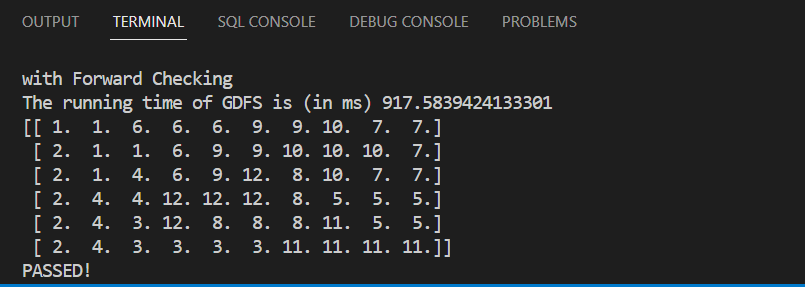 OUTPUT TERMINAL SQL CONSOLE DEBUG CONSOLE PROBLEMS
with Forward Checking
The running time of GDFS is (in ms) 917.5839424133301
[[ 1.  1.  6.  6.  6.  9.  9. 10.  7.  7.]
 [ 2.  1.  1.  6.  9.  9. 10. 10. 10.  7.]
 [ 2.  1.  4.  6.  9. 12.  8. 10.  7.  7.]
 [ 2.  4.  4. 12. 12. 12.  8.  5.  5.  5.]
 [ 2.  4.  3. 12.  8.  8.  8. 11.  5.  5.]
 [ 2.  4.  3.  3.  3.  3. 11. 11. 11. 11.]]
PASSED!